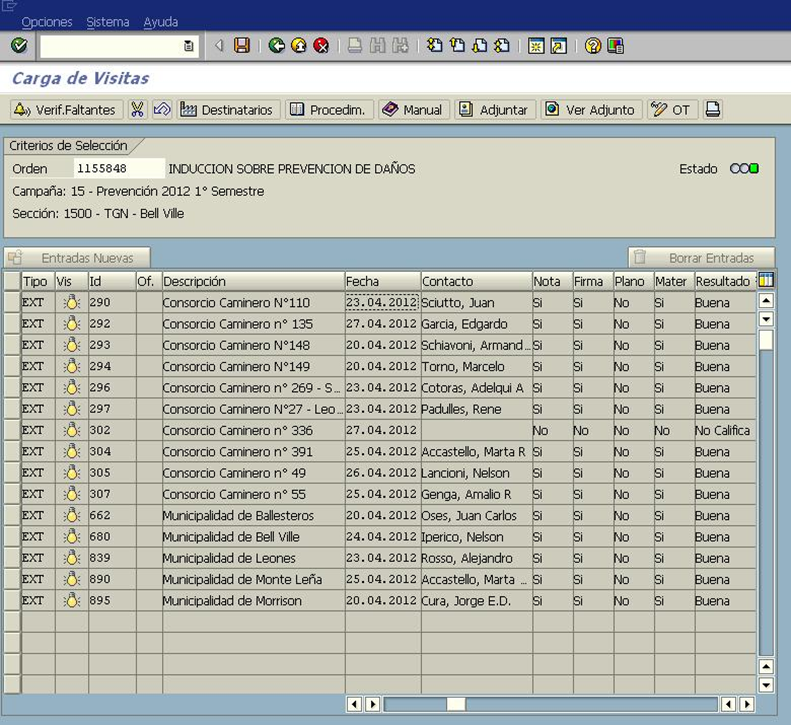 Opciones Sistema Ayuda
Carga de Visitas
Verif.Faltantes Destinatarios Procedim. Manual Adjuntar Ver Adjunto OT
Criterios de Selección
Orden 1155848 INDUCCION SOBRE PREVENCION DE DAÑOS Estado
Campaña: 15 - Prevención 2012 1° Semestre
Sección: 1500 - TGN - Bell Ville
Entradas Nuevas Borrar Entradas
Tipo Vis Id Of. Descripción Fecha Contacto Nota Firma Plano Mater Resultado
EXT 290 Consorcio Caminero N°110 23.04.2012 Sciutto, Juan Si Si No Si Buena
EXT 292 Consorcio Caminero n° 135 27.04.2012 Garcia, Edgardo Si Si No Si Buena
EXT 293 Consorcio Caminero N°148 20.04.2012 Schiavoni, Armand... Si Si No Si Buena
EXT 294 Consorcio Caminero N°149 20.04.2012 Torno, Marcelo Si Si No Si Buena
EXT 296 Consorcio Caminero n° 269 - S... 23.04.2012 Cotoras, Adelqui A Si Si No Si Buena
EXT 297 Consorcio Caminero N°27 - Leo... 23.04.2012 Padulles, Rene Si Si No Si Buena
EXT 302 Consorcio Caminero n° 336 27.04.2012 No No No No No Califica
EXT 304 Consorcio Caminero n° 391 25.04.2012 Accastello, Marta R Si Si No Si Buena
EXT 305 Consorcio Caminero n° 49 26.04.2012 Lancioni, Nelson Si Si No Si Buena
EXT 307 Consorcio Caminero n° 55 25.04.2012 Genga, Amalio R Si Si No Si Buena
EXT 662 Municipalidad de Ballesteros 20.04.2012 Oses, Juan Carlos Si Si No Si Buena
EXT 680 Municipalidad de Bell Ville 24.04.2012 Iperico, Nelson Si Si No Si Buena
EXT 839 Municipalidad de Leones 23.04.2012 Rosso, Alejandro Si Si No Si Buena
EXT 890 Municipalidad de Monte Leña 25.04.2012 Accastello, Marta ... Si Si No Si Buena
EXT 895 Municipalidad de Morrison 20.04.2012 Cura, Jorge E.D. Si Si No Si Buena